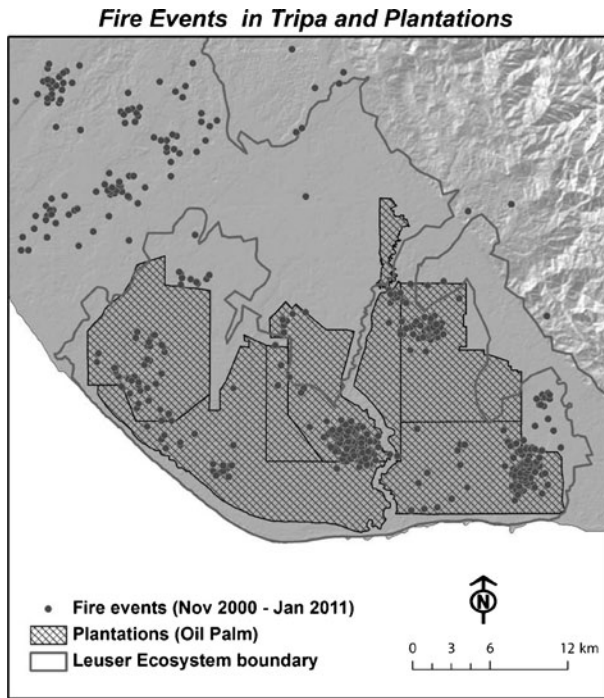 Fire Events in Tripa and Plantations
Fire events (Nov 2000 - Jan 2011)
Plantations (Oil Palm)
Leuser Ecosystem boundary
N
0 3 6 12 km